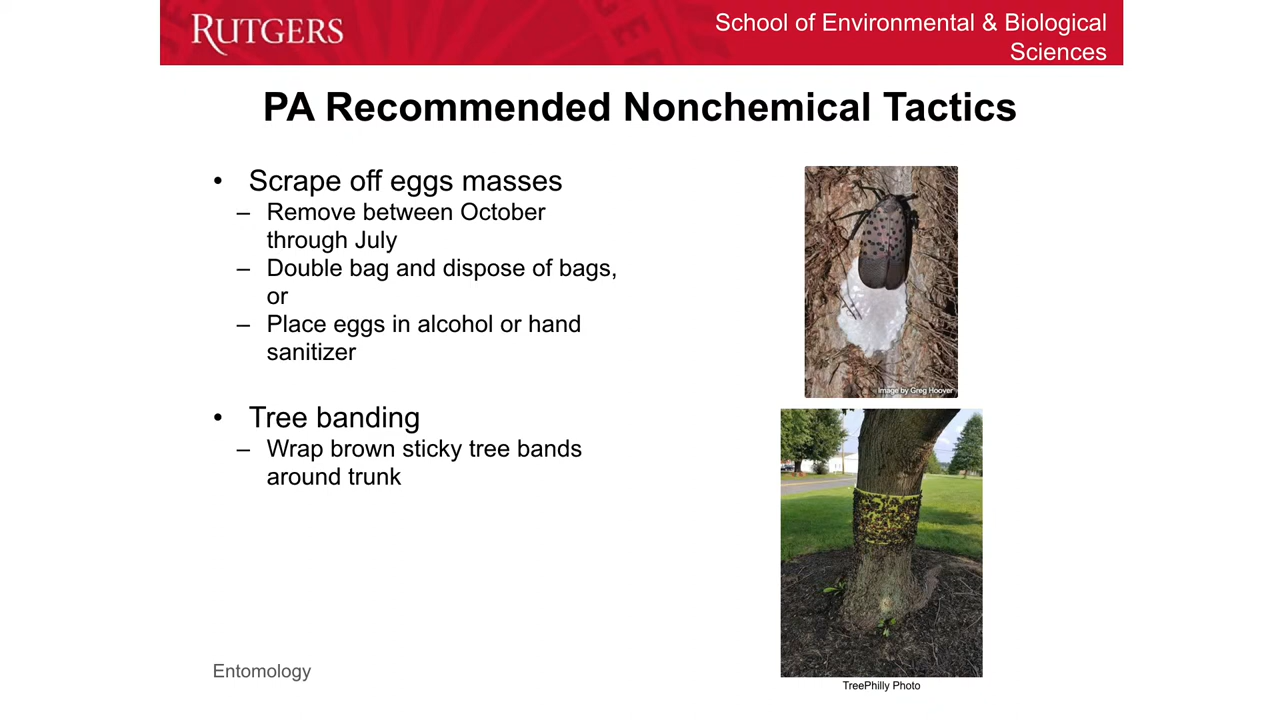 RUTGERS
School of Environmental & Biological
Sciences
PA Recommended Nonchemical Tactics
• Scrape off eggs masses
– Remove between October
through July
– Double bag and dispose of bags,
or
– Place eggs in alcohol or hand
sanitizer
• Tree banding
– Wrap brown sticky tree bands
around trunk
Image by Greg Hoover
TreePhilly Photo
Entomology